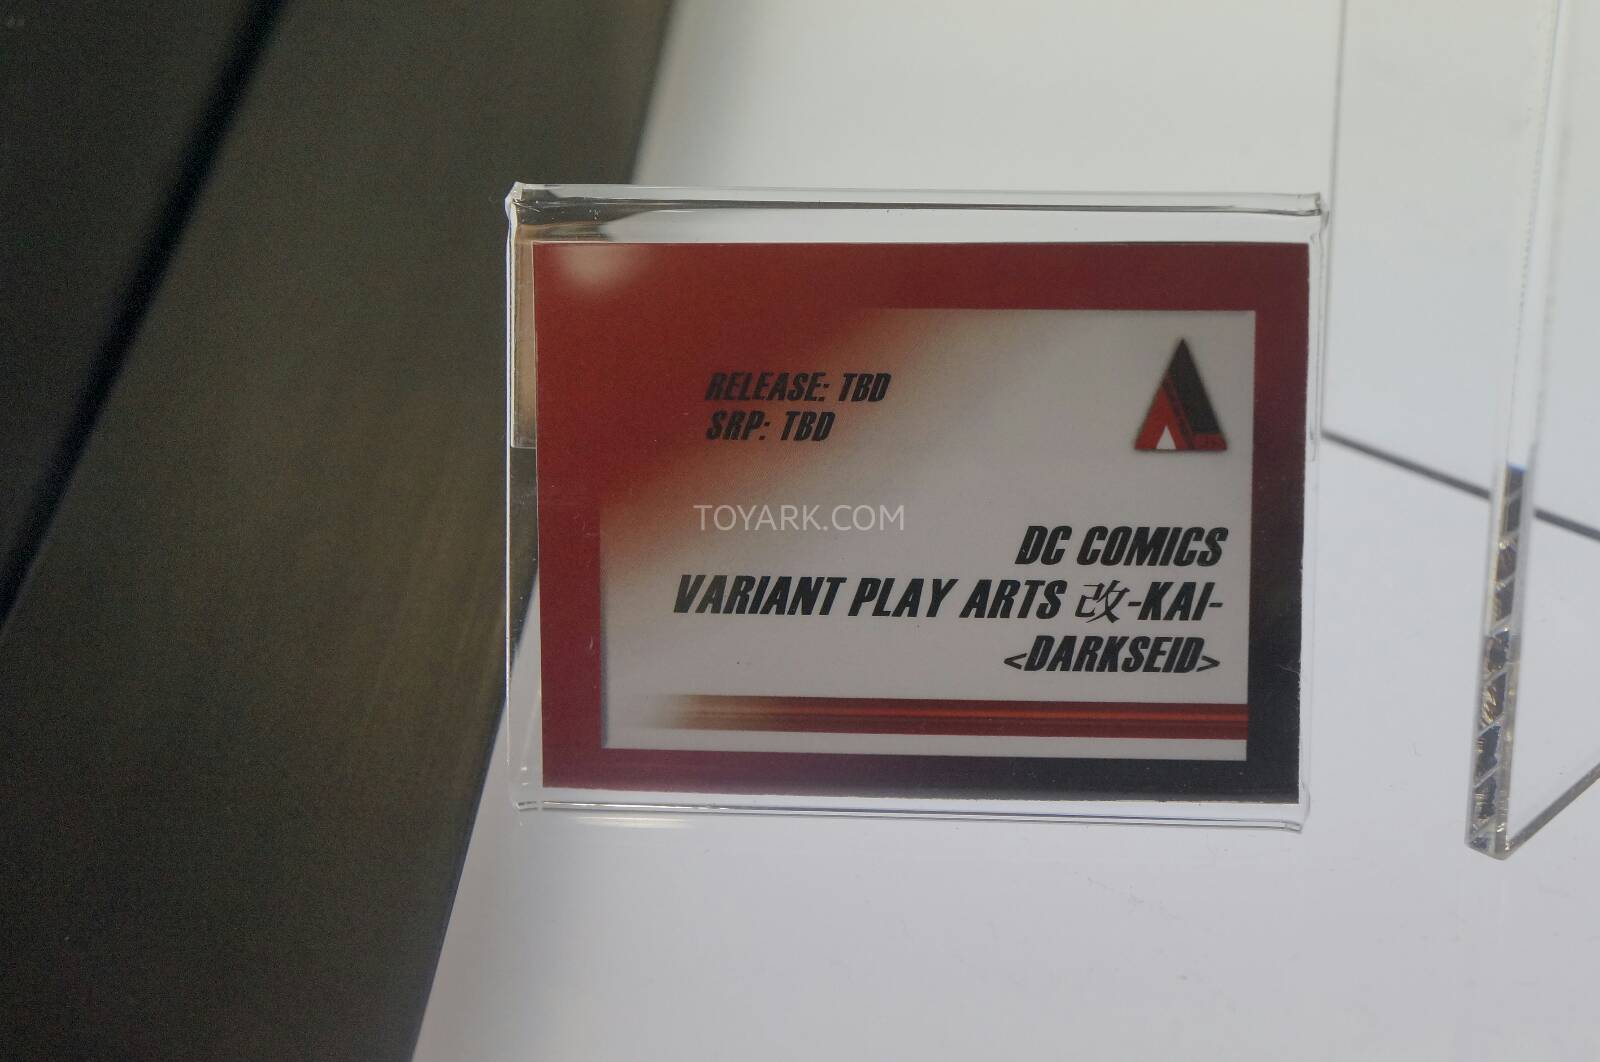 RELEASE: TBD
SRP: TBD
TOYARK.COM
DC COMICS
VARIANT PLAY ARTS 改-KAI-
<DARKSEID>